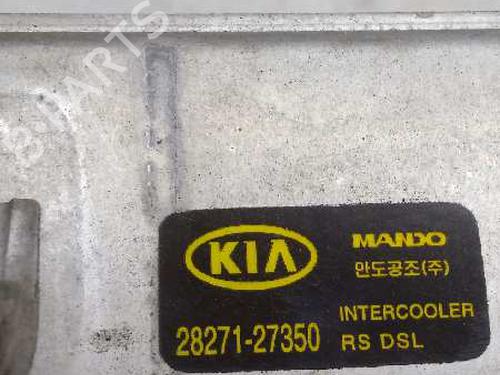 B-PARTS
KIA
MANDO
만도공조(주)
INTERCOOLER
28271-27350
RS DSL